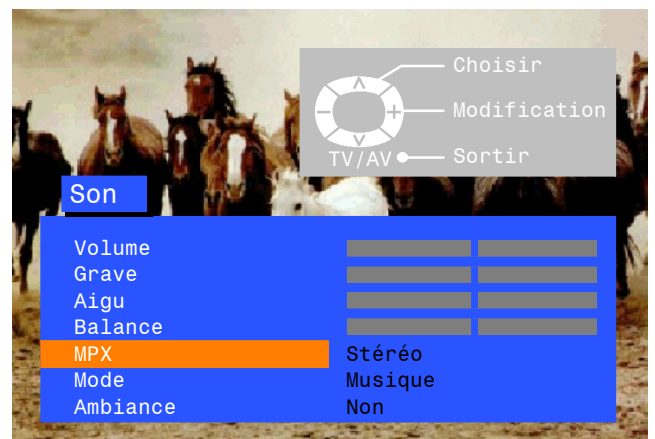 Choisir
Modification
TV/AV Sortir
Son
Volume
Grave
Aigu
Balance
MPX Stéréo
Mode Musique
Ambiance Non